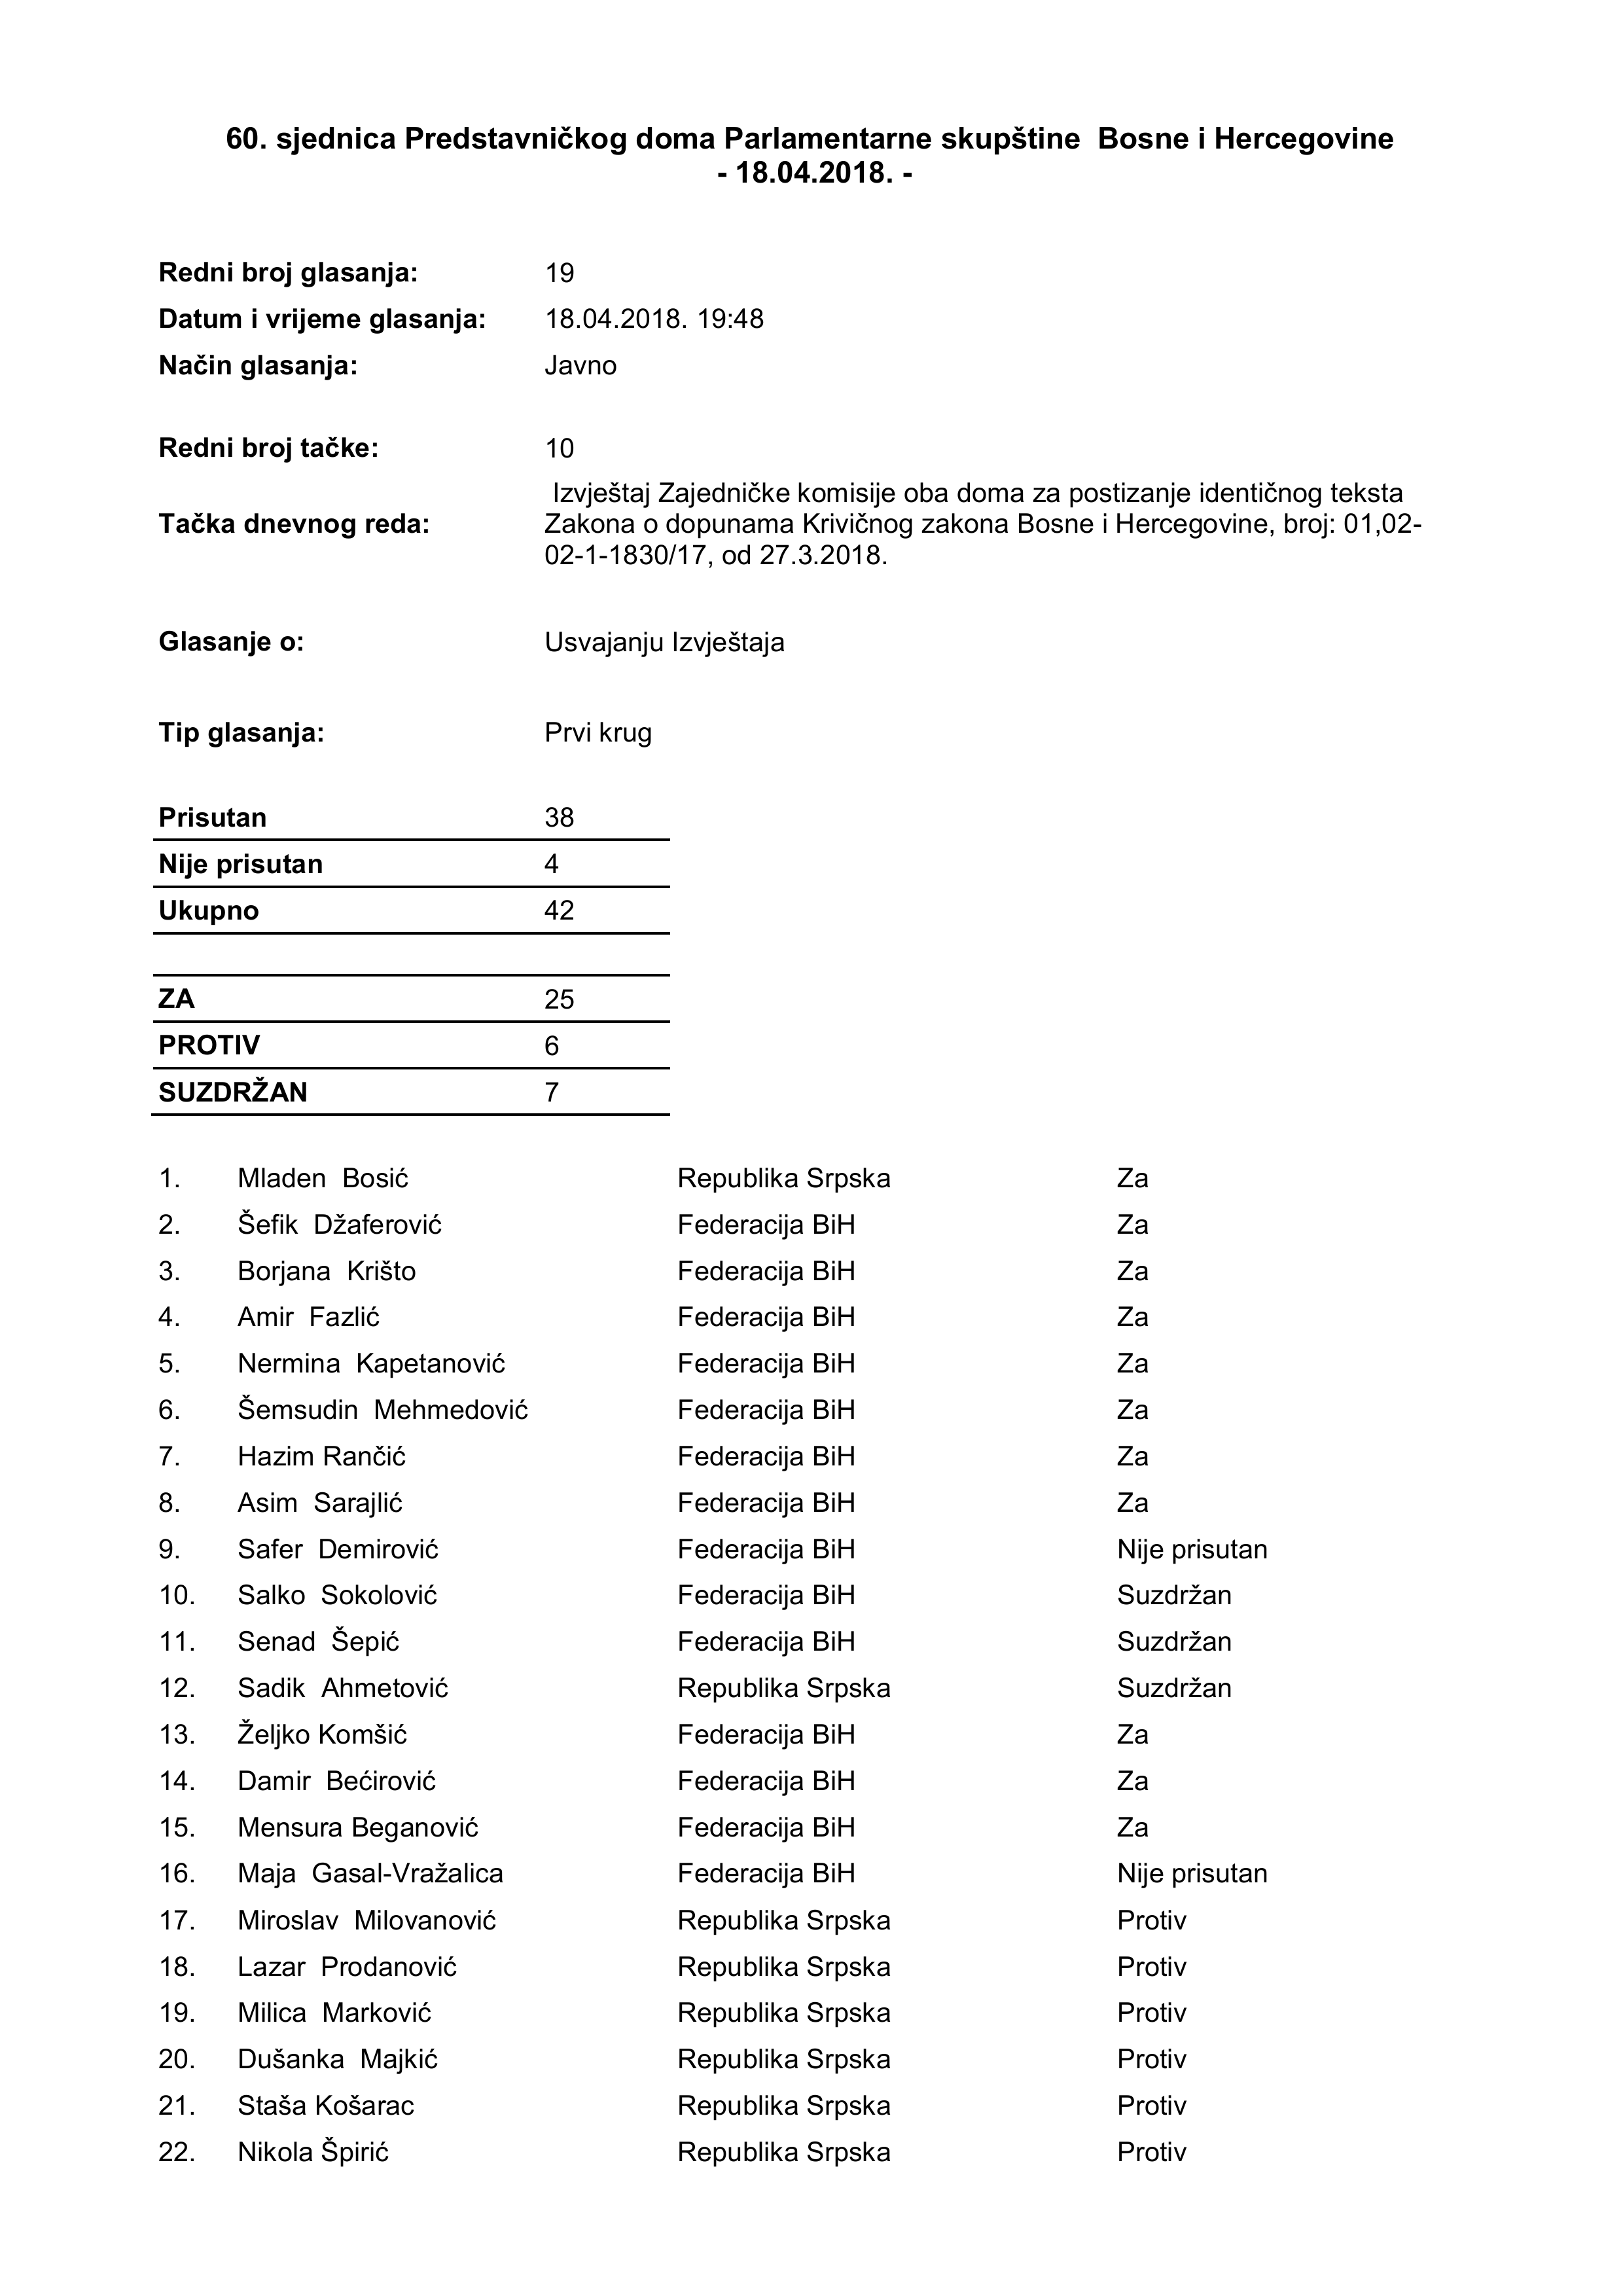 60. sjednica Predstavničkog doma Parlamentarne skupštine  Bosne i Hercegovine
- 18.04.2018. -
Redni broj glasanja: 19
Datum i vrijeme glasanja: 18.04.2018. 19:48
Način glasanja: Javno
Redni broj tačke: 10
Izvještaj Zajedničke komisije oba doma za postizanje identičnog teksta
Tačka dnevnog reda: Zakona o dopunama Krivičnog zakona Bosne i Hercegovine, broj: 01,02-
02-1-1830/17, od 27.3.2018.
Glasanje o: Usvajanju Izvještaja
Tip glasanja: Prvi krug
Prisutan 38
Nije prisutan 4
Ukupno 42
ZA 25
PROTIV 6
SUZDRŽAN 7
1. Mladen  Bosić Republika Srpska Za
2. Šefik  Džaferović Federacija BiH Za
3. Borjana  Krišto Federacija BiH Za
4. Amir  Fazlić Federacija BiH Za
5. Nermina  Kapetanović Federacija BiH Za
6. Šemsudin  Mehmedović Federacija BiH Za
7. Hazim Rančić Federacija BiH Za
8. Asim  Sarajlić Federacija BiH Za
9. Safer  Demirović Federacija BiH Nije prisutan
10. Salko  Sokolović Federacija BiH Suzdržan
11. Senad  Šepić Federacija BiH Suzdržan
12. Sadik  Ahmetović Republika Srpska Suzdržan
13. Željko Komšić Federacija BiH Za
14. Damir  Bećirović Federacija BiH Za
15. Mensura Beganović Federacija BiH Za
16. Maja  Gasal-Vražalica Federacija BiH Nije prisutan
17. Miroslav  Milovanović Republika Srpska Protiv
18. Lazar  Prodanović Republika Srpska Protiv
19. Milica  Marković Republika Srpska Protiv
20. Dušanka  Majkić Republika Srpska Protiv
21. Staša Košarac Republika Srpska Protiv
22. Nikola Špirić Republika Srpska Protiv